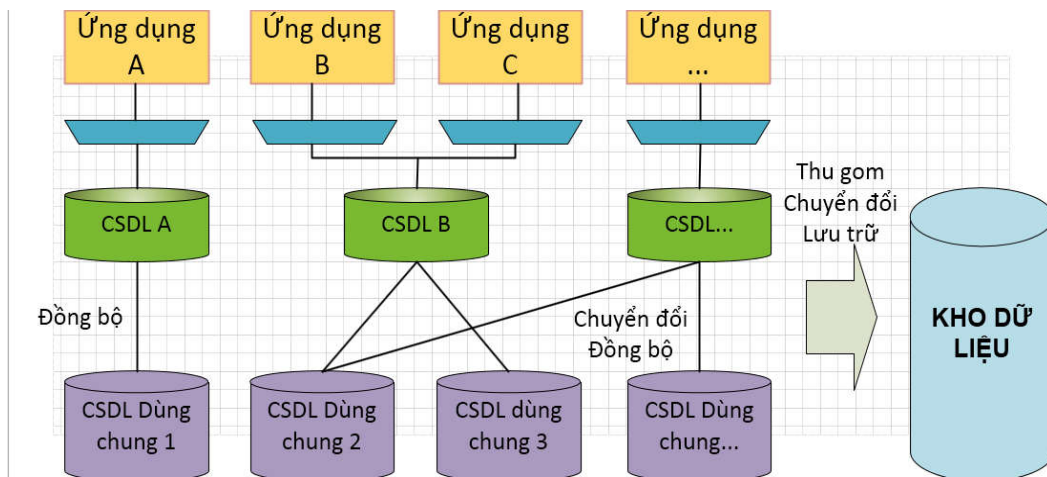 Ứng dụng
A
Ứng dụng
B
Ứng dụng
C
Ứng dụng
...
Thu gom
Chuyển đổi
Lưu trữ
CSDL A
CSDL B
CSDL...
Đồng bộ
Chuyển đổi
Đồng bộ
KHO DỮ
LIỆU
CSDL Dùng
chung 1
CSDL Dùng
chung 2
CSDL dùng
chung 3
CSDL Dùng
chung...